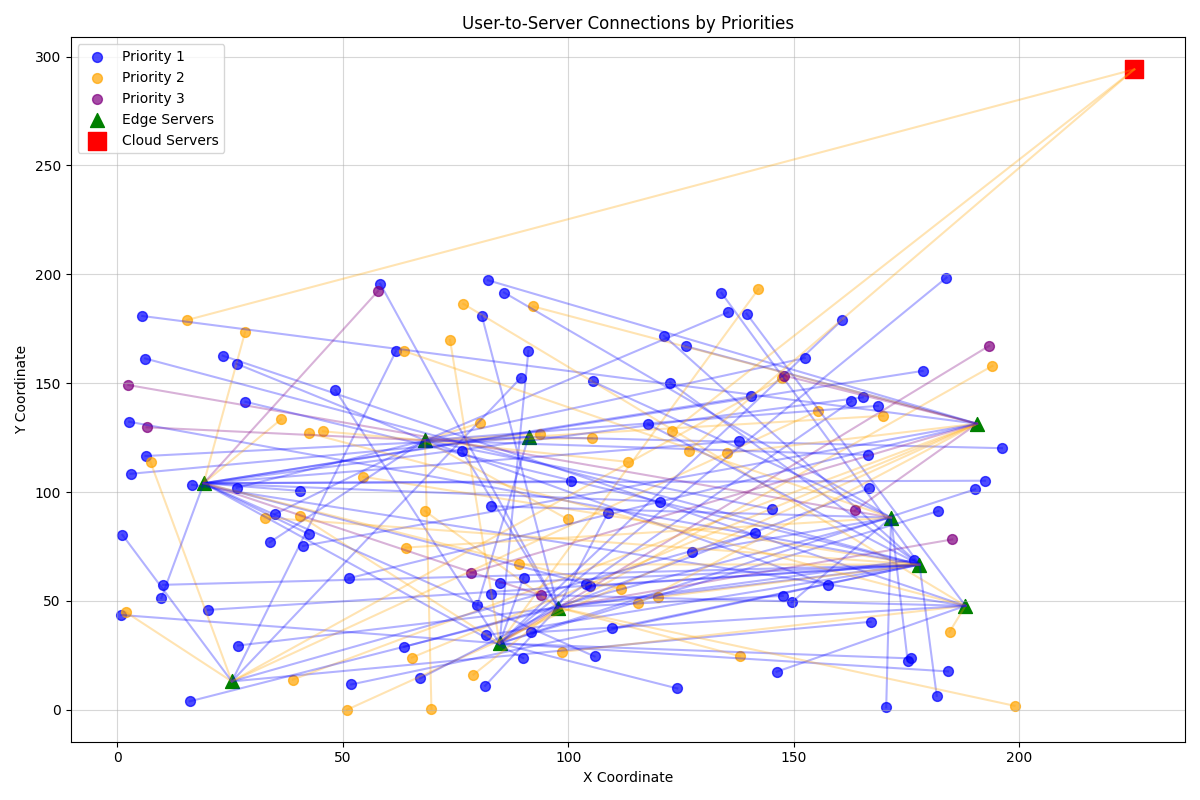 User-to-Server Connections by Priorities
Priority 1
Priority 2
Priority 3
Edge Servers
Cloud Servers
300
250
200
150
100
50
0
Y Coordinate
0
50
100
150
200
X Coordinate